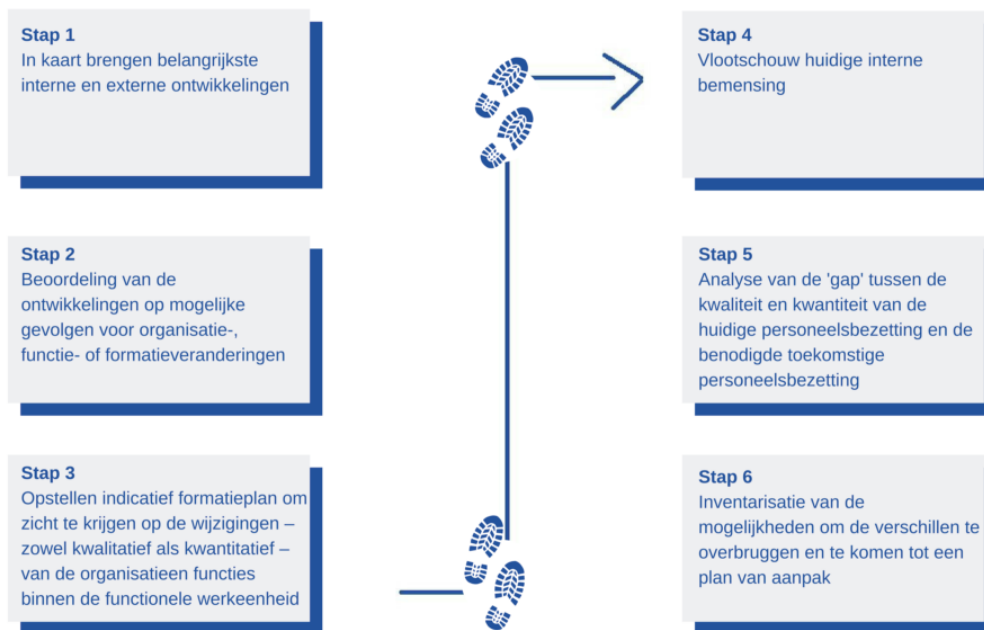 Stap 1
In kaart brengen belangrijkste
interne en externe ontwikkelingen
Stap 2
Beoordeling van de
ontwikkelingen op mogelijke
gevolgen voor organisatie-,
functie- of formatieveranderingen
Stap 3
Opstellen indicatief formatieplan om
zicht te krijgen op de wijzigingen –
zowel kwalitatief als kwantitatief –
van de organisatieen functies
binnen de functionele werkeenheid
Stap 4
Vlootschouw huidige interne
bemensing
Stap 5
Analyse van de 'gap' tussen de
kwaliteit en kwantiteit van de
huidige personeelsbezetting en de
benodigde toekomstige
personeelsbezetting
Stap 6
Inventarisatie van de
mogelijkheden om de verschillen te
overbruggen en te komen tot een
plan van aanpak